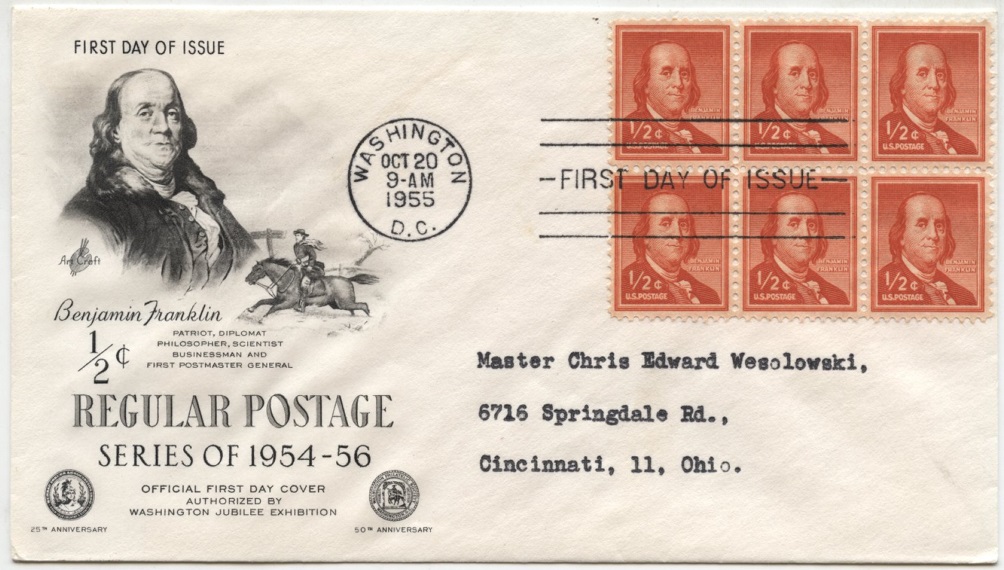 FIRST DAY OF ISSUE
Art Craft
Benjamin Franklin
PATRIOT, DIPLOMAT
PHILOSOPHER, SCIENTIST
BUSINESSMAN AND
FIRST POSTMASTER GENERAL
1/2 ¢
REGULAR POSTAGE
SERIES OF 1954-56
OFFICIAL FIRST DAY COVER
AUTHORIZED BY
WASHINGTON JUBILEE EXHIBITION
25TH ANNIVERSARY
50TH ANNIVERSARY
WASHINGTON
OCT 20
9-AM
1955
D.C.
BENJAMIN
FRANKLIN
1/2 ¢
BENJAMIN
FRANKLIN
1/2 ¢
BENJAMIN
FRANKLIN
1/2 ¢
U.S. POSTAGE
—FIRST DAY OF ISSUE—
BENJAMIN
FRANKLIN
1/2 ¢
U.S. POSTAGE
BENJAMIN
FRANKLIN
1/2 ¢
U.S. POSTAGE
BENJAMIN
FRANKLIN
1/2 ¢
U.S. POSTAGE
Master Chris Edward Wesolowski,
6716 Springdale Rd.,
Cincinnati, 11, Ohio.